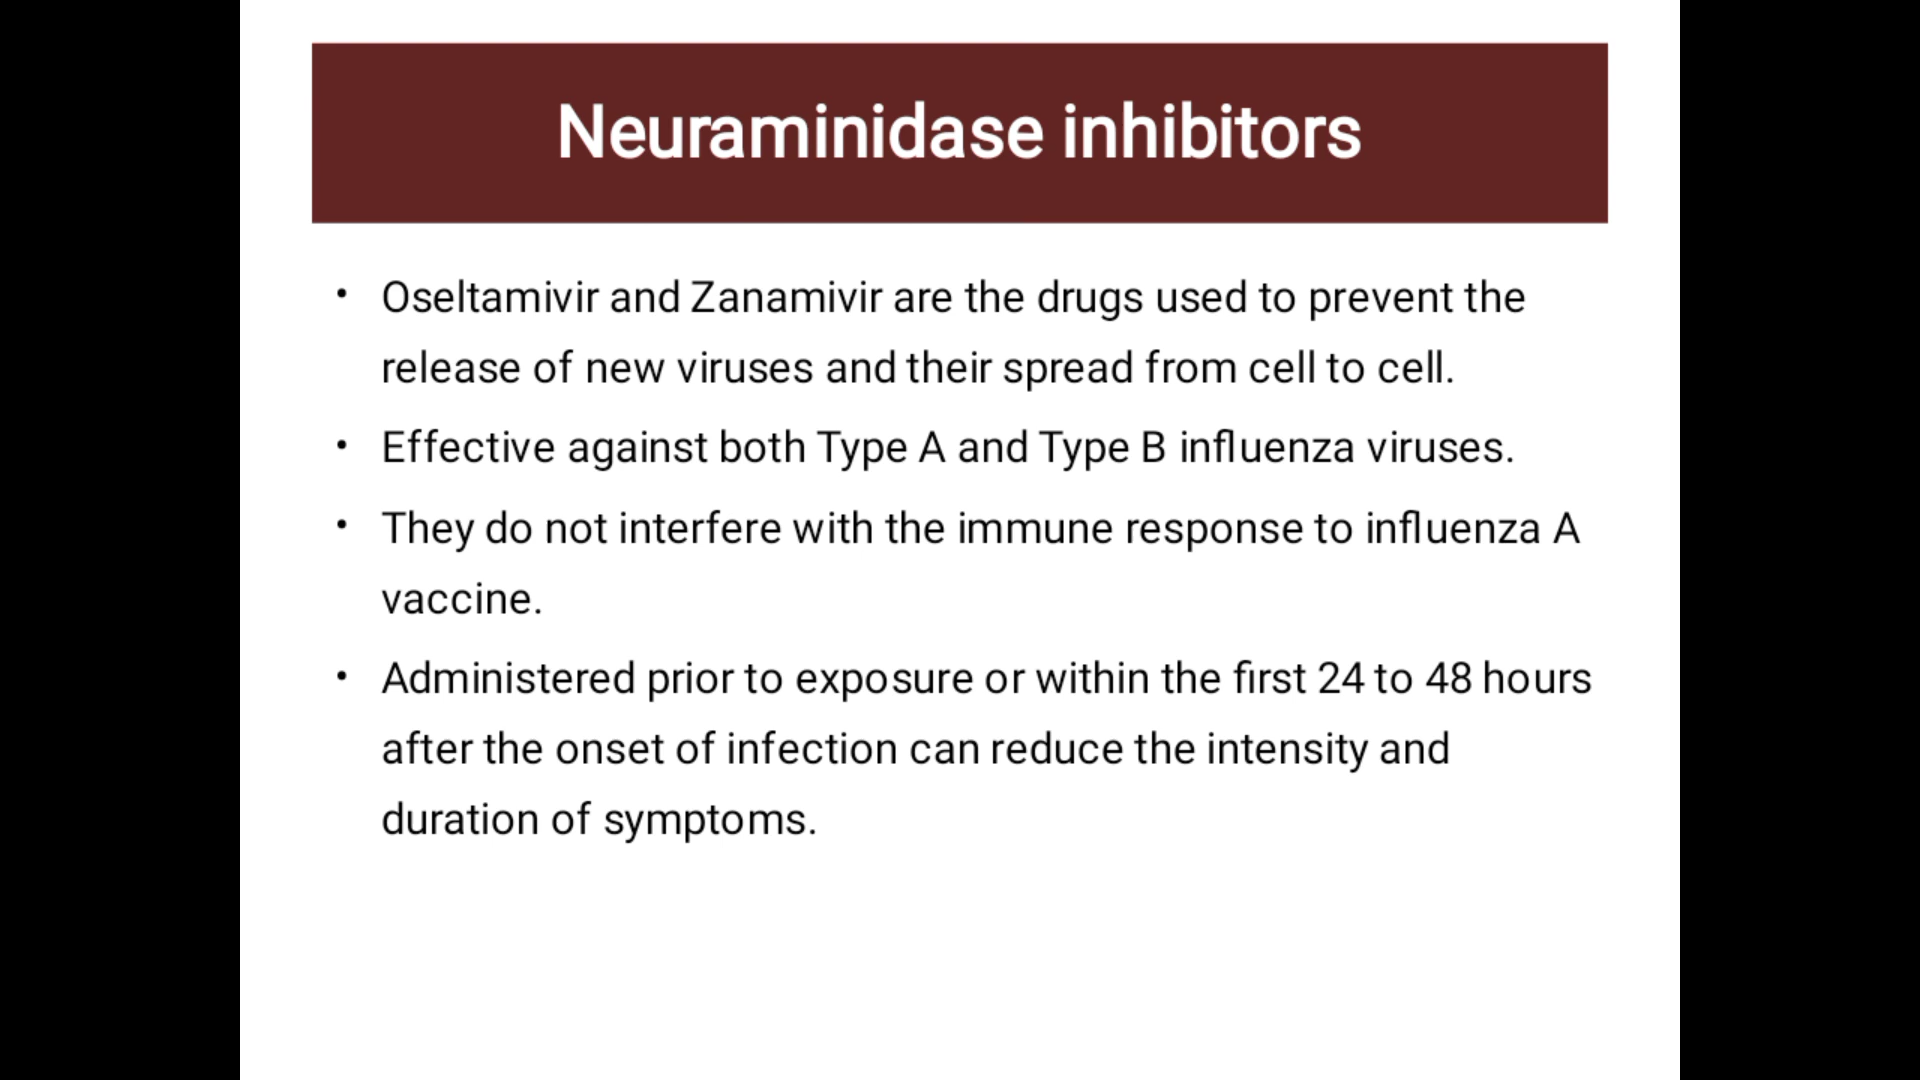 Neuraminidase inhibitors
• Oseltamivir and Zanamivir are the drugs used to prevent the
release of new viruses and their spread from cell to cell.
• Effective against both Type A and Type B influenza viruses.
• They do not interfere with the immune response to influenza A
vaccine.
• Administered prior to exposure or within the first 24 to 48 hours
after the onset of infection can reduce the intensity and
duration of symptoms.